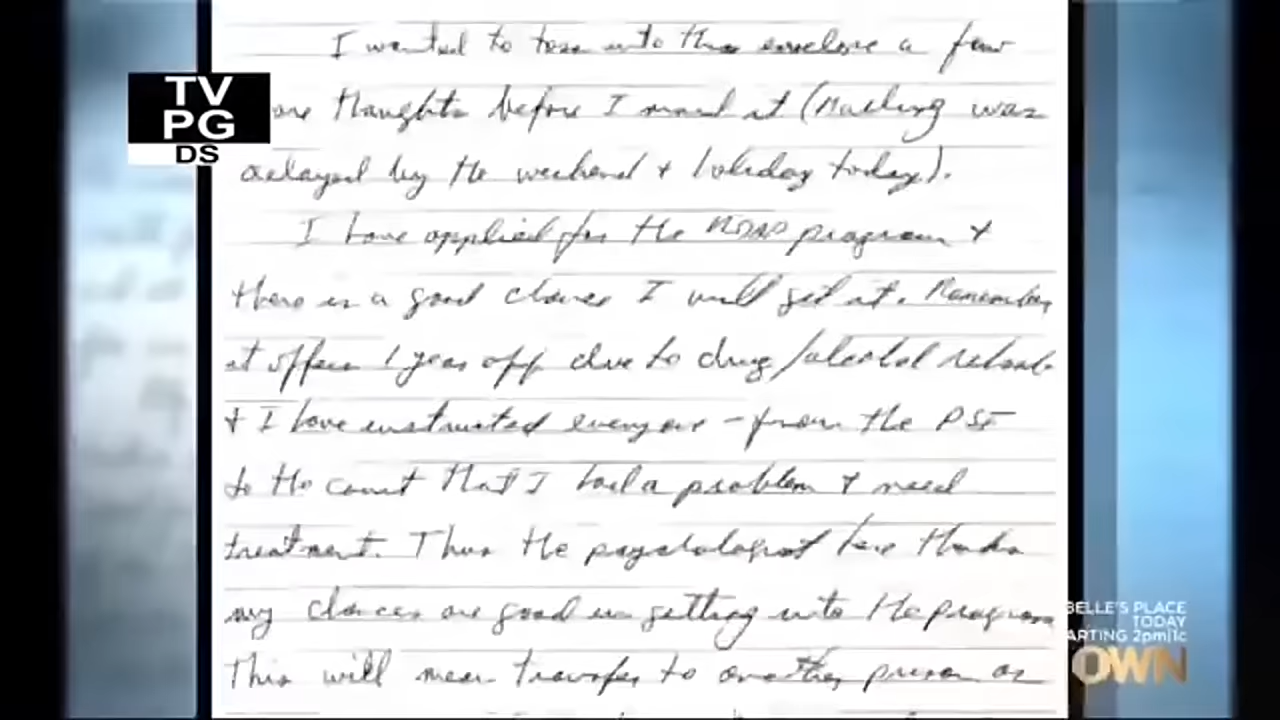 I wanted to toss into this envelope a few
TV
PG
DS
thoughts before I mail it (Mailing was
delayed by the weekend + holiday today).
I have applied for the RDAP program +
there is a good chance I will get it. Remember,
it offers 1 year off due to drug/alcohol rehab.
+ I have instructed everyone - from the PSI
to the court that I had a problem + need
treatment. Thus the psychologist here thinks
my chances are good in getting into the program
This will mean transfer to another prison as
BELLE'S PLACE
TODAY
ARTING 2pm|1c
OWN